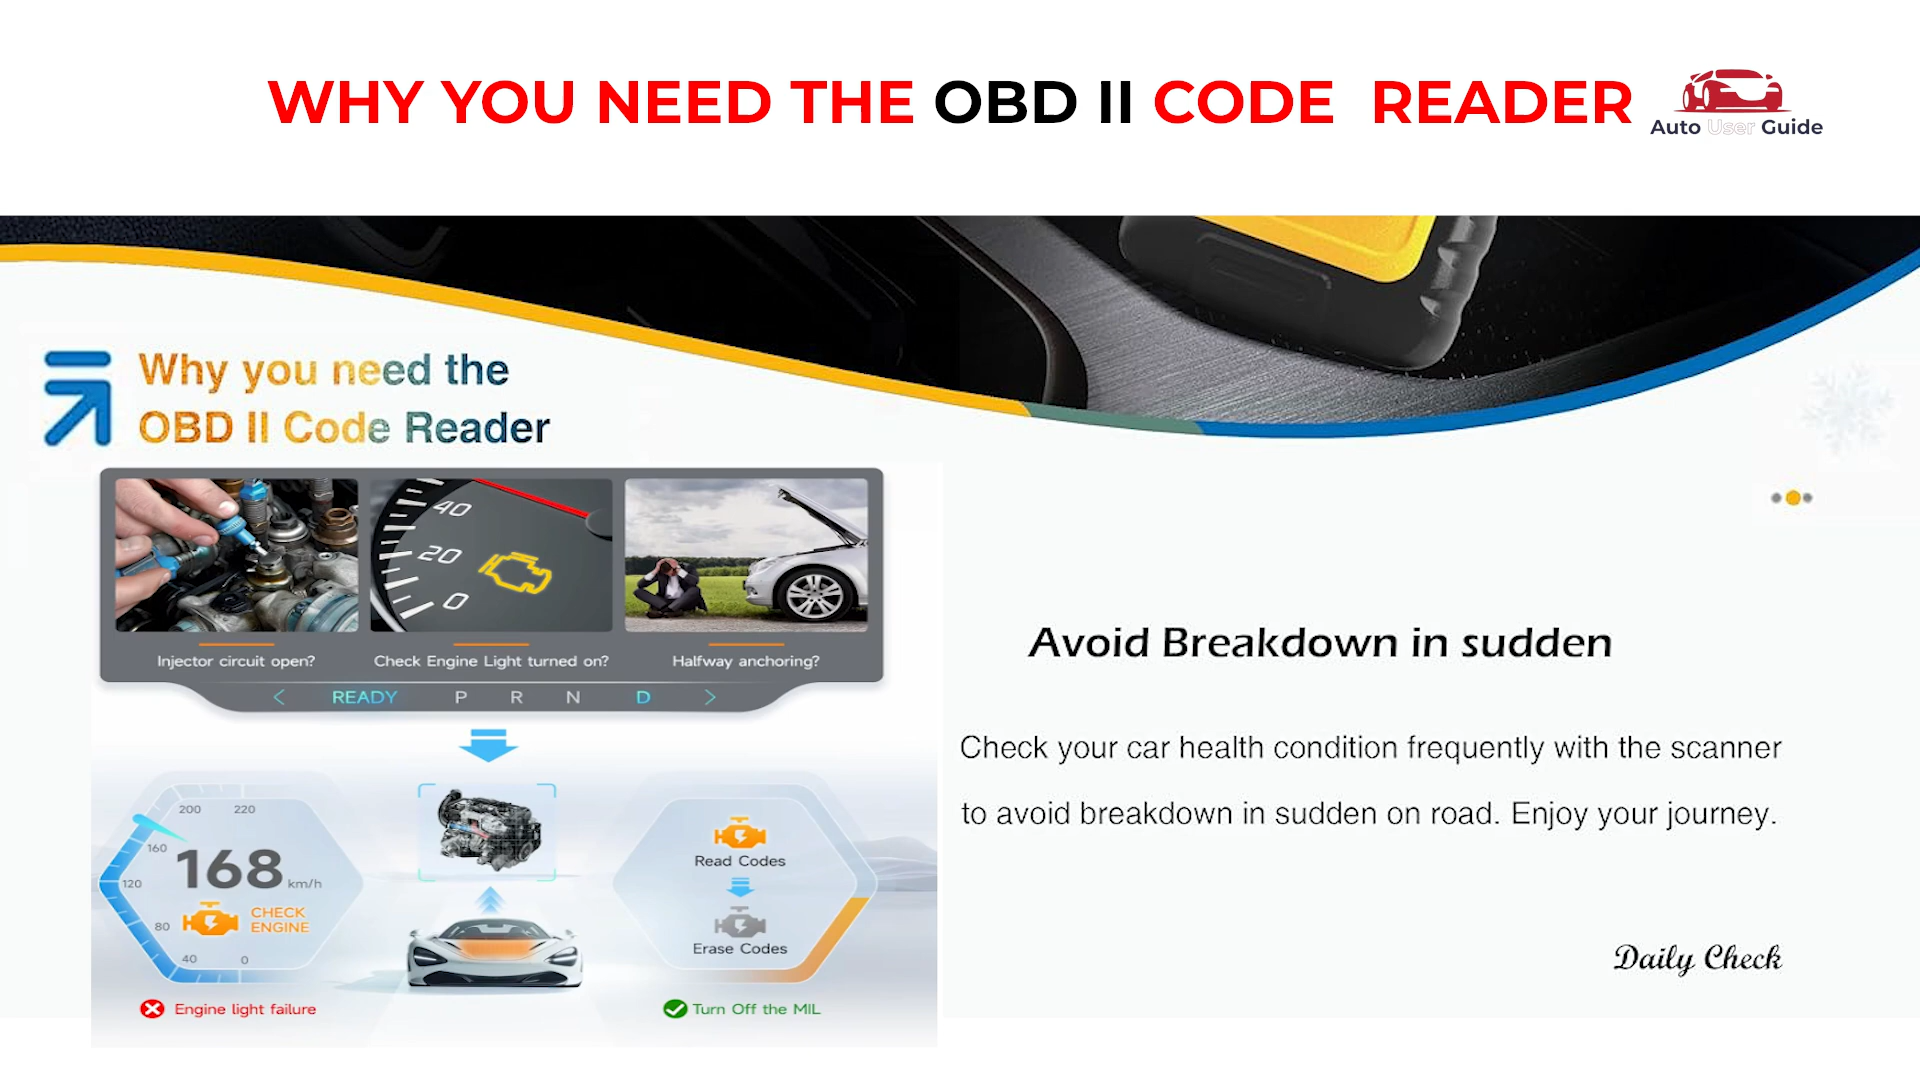 WHY YOU NEED THE OBD II CODE READER
Auto User Guide
Why you need the
OBD II Code Reader
40
20
0
Injector circuit open?
Check Engine Light turned on?
Halfway anchoring?
< READY P R N D >
Avoid Breakdown in sudden
Check your car health condition frequently with the scanner
to avoid breakdown in sudden on road. Enjoy your journey.
Daily Check
200 220
160
168 km/h
120
CHECK
ENGINE
80
40 0
Read Codes
Erase Codes
Engine light failure
Turn Off the MIL